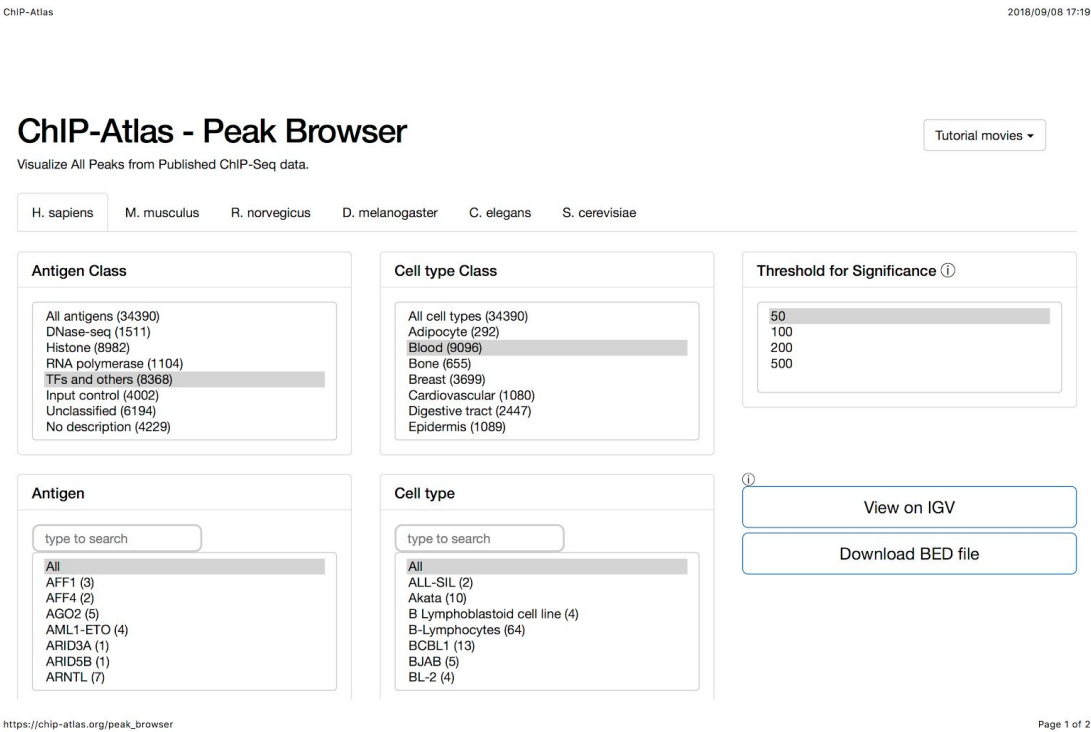 ChIP-Atlas
2018/09/08 17:19
ChIP-Atlas - Peak Browser
Tutorial movies
Visualize All Peaks from Published ChIP-Seq data.
H. sapiens M. musculus R. norvegicus D. melanogaster C. elegans S. cerevisiae
Antigen Class
All antigens (34390)
DNase-seq (1511)
Histone (8982)
RNA polymerase (1104)
TFs and others (8368)
Input control (4002)
Unclassified (6194)
No description (4229)
Cell type Class
All cell types (34390)
Adipocyte (292)
Blood (9096)
Bone (655)
Breast (3699)
Cardiovascular (1080)
Digestive tract (2447)
Epidermis (1089)
Threshold for Significance ⓘ
50
100
200
500
Antigen
type to search
All
AFF1 (3)
AFF4 (2)
AGO2 (5)
AML1-ETO (4)
ARID3A (1)
ARID5B (1)
ARNTL (7)
Cell type
type to search
All
ALL-SIL (2)
Akata (10)
B Lymphoblastoid cell line (4)
B-Lymphocytes (64)
BCBL1 (13)
BJAB (5)
BL-2 (4)
ⓘ
View on IGV
Download BED file
https://chip-atlas.org/peak_browser
Page 1 of 2